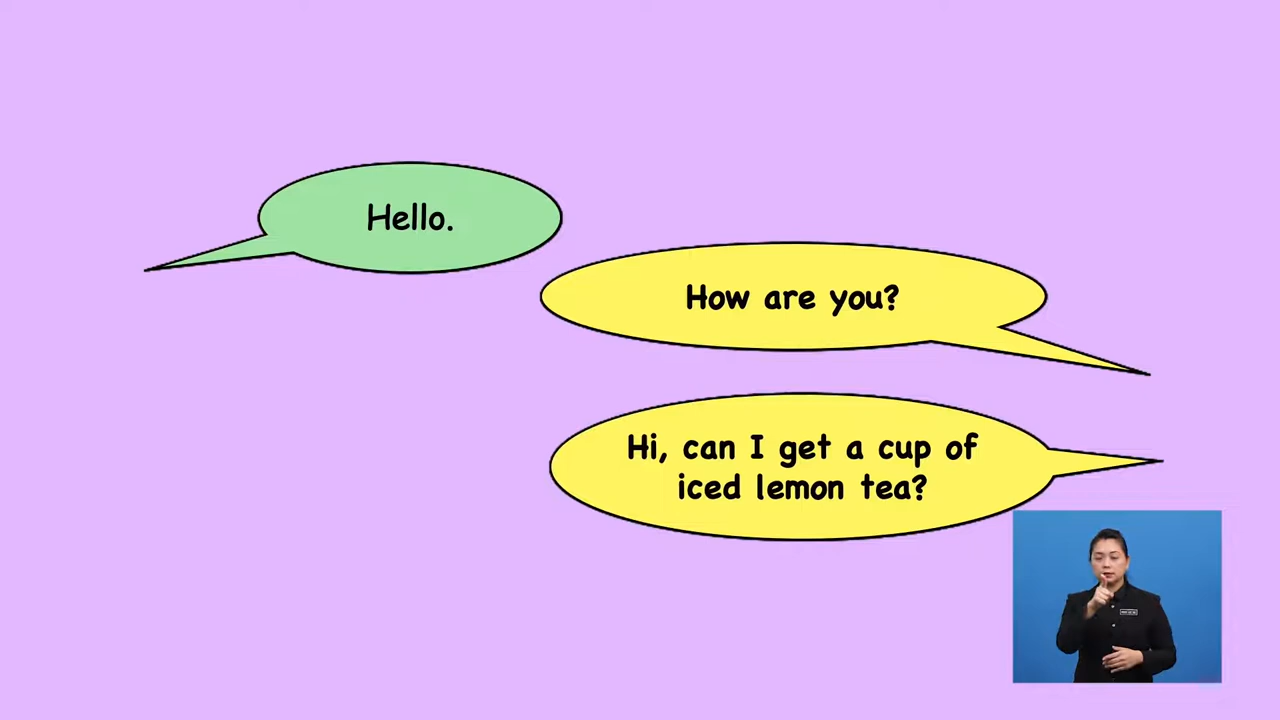 Hello.
How are you?
Hi, can I get a cup of
iced lemon tea?